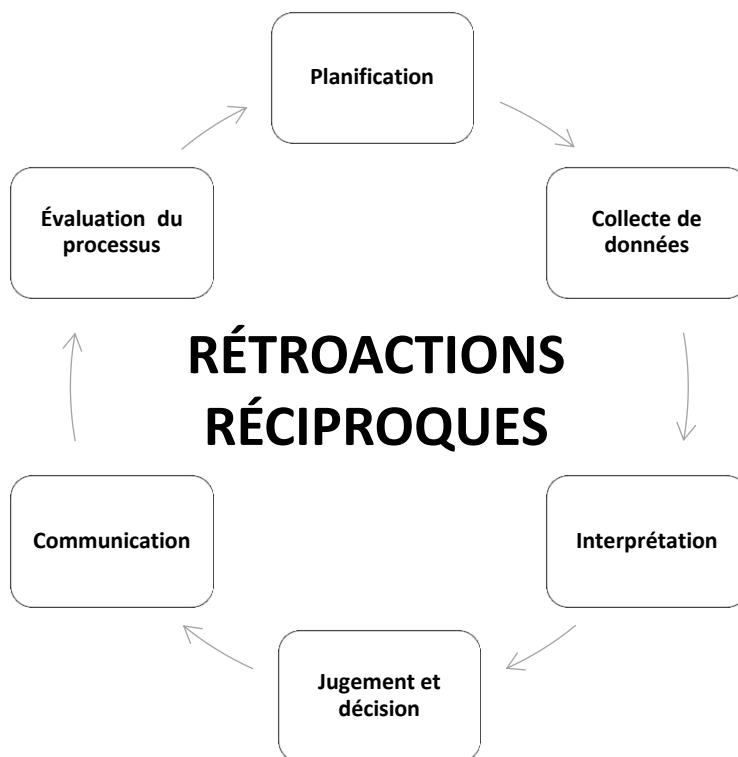 Planification
Collecte de
données
Interprétation
Jugement et
décision
Communication
Évaluation du
processus
RÉTROACTIONS
RÉCIPROQUES